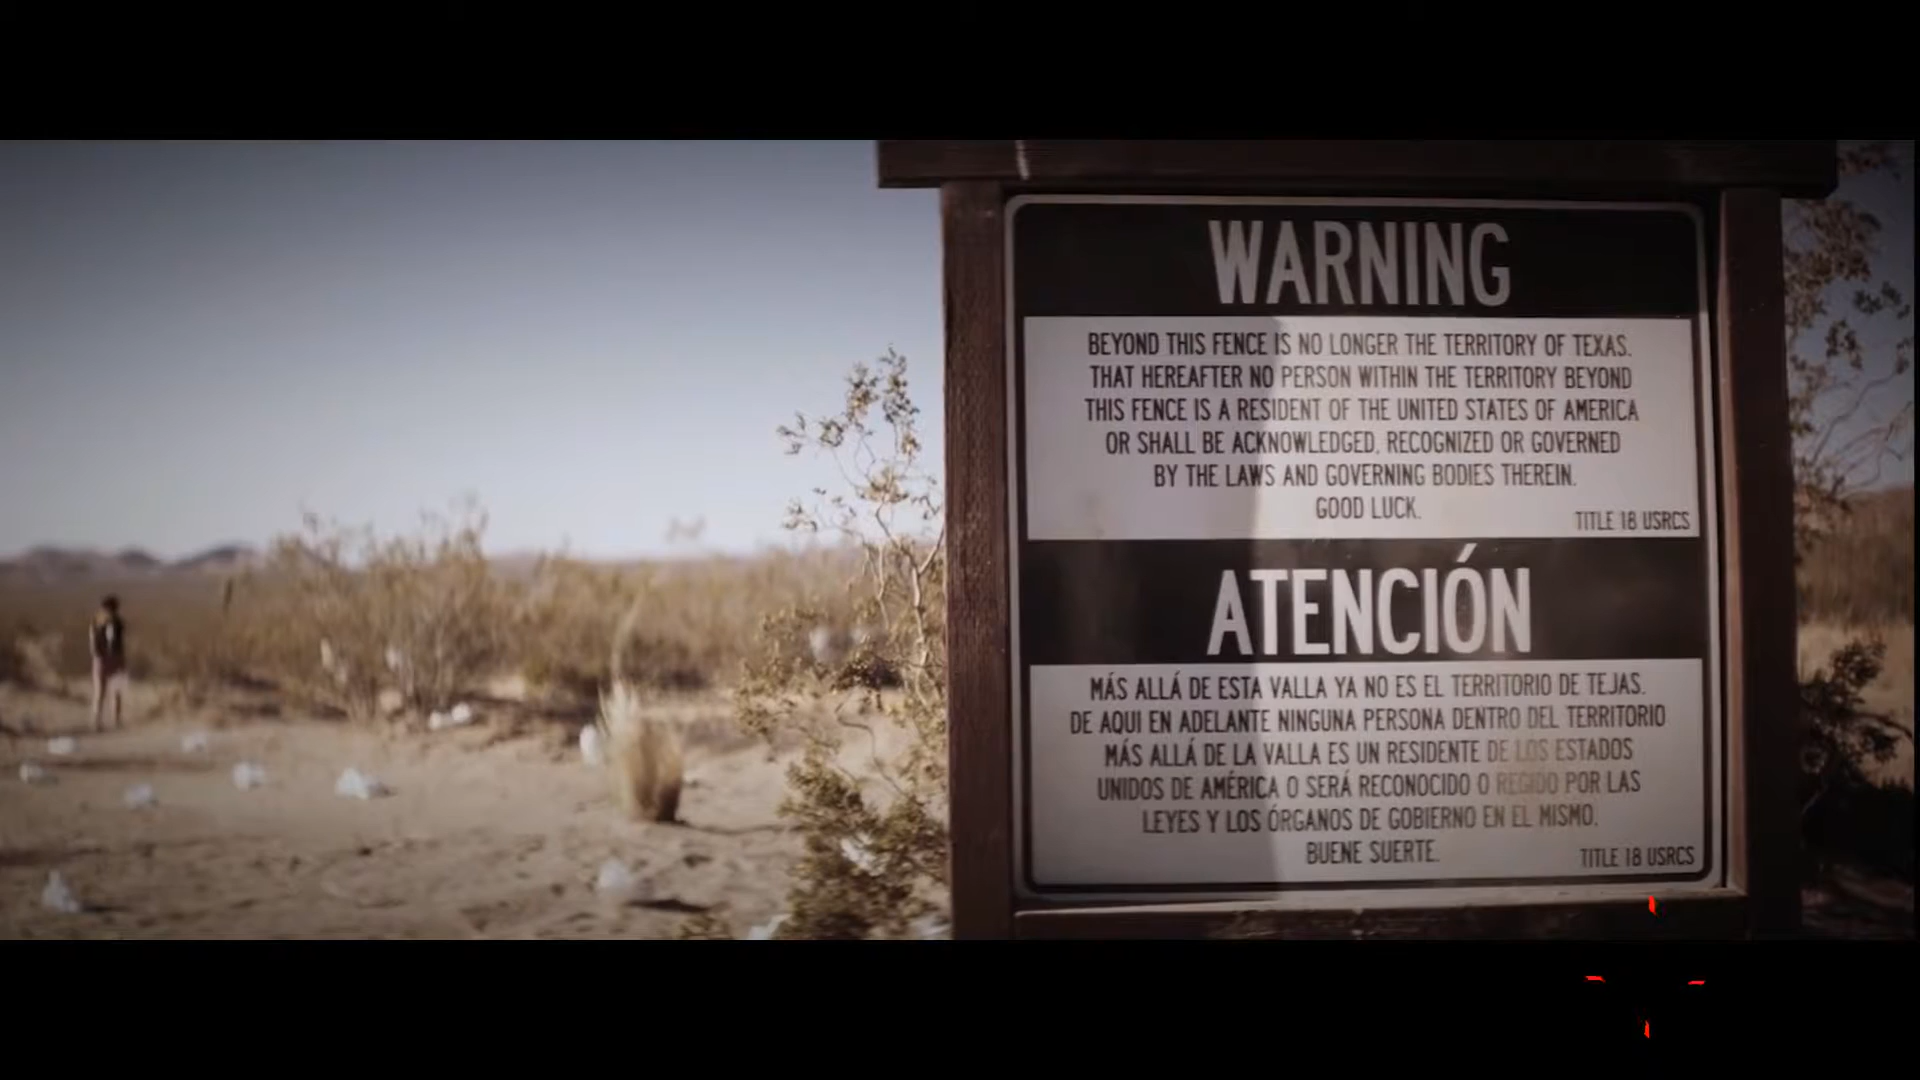 WARNING
BEYOND THIS FENCE IS NO LONGER THE TERRITORY OF TEXAS.
THAT HEREAFTER NO PERSON WITHIN THE TERRITORY BEYOND
THIS FENCE IS A RESIDENT OF THE UNITED STATES OF AMERICA
OR SHALL BE ACKNOWLEDGED, RECOGNIZED OR GOVERNED
BY THE LAWS AND GOVERNING BODIES THEREIN.
GOOD LUCK.
TITLE 18 USRCS
ATENCIÓN
MÁS ALLÁ DE ESTA VALLA YA NO ES EL TERRITORIO DE TEJAS.
DE AQUI EN ADELANTE NINGUNA PERSONA DENTRO DEL TERRITORIO
MÁS ALLÁ DE LA VALLA ES UN RESIDENTE DE LOS ESTADOS
UNIDOS DE AMÉRICA O SERÁ RECONOCIDO O REGIDO POR LAS
LEYES Y LOS ÓRGANOS DE GOBIERNO EN EL MISMO.
BUENE SUERTE.
TITLE 18 USRCS